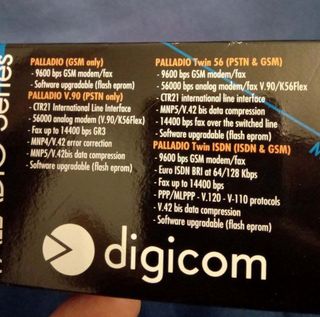 PALLADIO (GSM only)
- 9600 bps GSM modem/fax
- Software upgradable (flash eprom)
PALLADIO V.90 (PSTN only)
- CTR21 International Line Interface
- 56000 analog modem (V.90/K56Flex
- Fax up to 14400 bps GR3
- MNP5/V.42 error correction
- MNP5/V.42bis data compression
- Software upgradable (flash eprom)
PALLADIO Twin 56 (PSTN & GSM)
- 9600 bps GSM modem/fax
- 56000 bps analog modem/fax V.90/K56Flex
- CTR21 international line interface
- MNP5/V.42 bis data compression
- 14400 bps fax over the switched line
- Software upgradable (flash eprom)
PALLADIO Twin ISDN (ISDN & GSM)
- 9600 bps GSM modem/fax
- Euro ISDN BRI at 64/128 Kbps
- Fax up to 14400 bps
- PPP/MLPPP - V.120 - V-110 protocols
- V.42 bis data compression
- Software upgradable (flash eprom)
digicom
Series